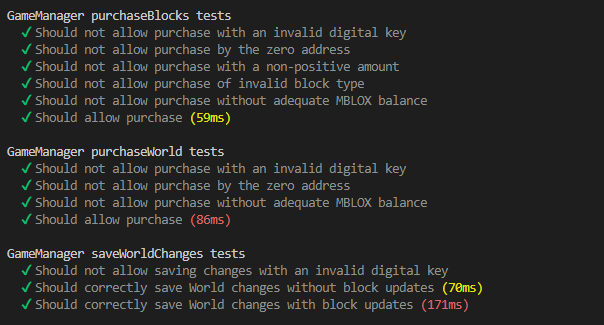 GameManager purchaseBlocks tests
✓ Should not allow purchase with an invalid digital key
✓ Should not allow purchase by the zero address
✓ Should not allow purchase with a non-positive amount
✓ Should not allow purchase of invalid block type
✓ Should not allow purchase without adequate MBLOX balance
✓ Should allow purchase (59ms)
GameManager purchaseWorld tests
✓ Should not allow purchase with an invalid digital key
✓ Should not allow purchase by the zero address
✓ Should not allow purchase without adequate MBLOX balance
✓ Should allow purchase (86ms)
GameManager saveWorldChanges tests
✓ Should not allow saving changes with an invalid digital key
✓ Should correctly save World changes without block updates (70ms)
✓ Should correctly save World changes with block updates (171ms)